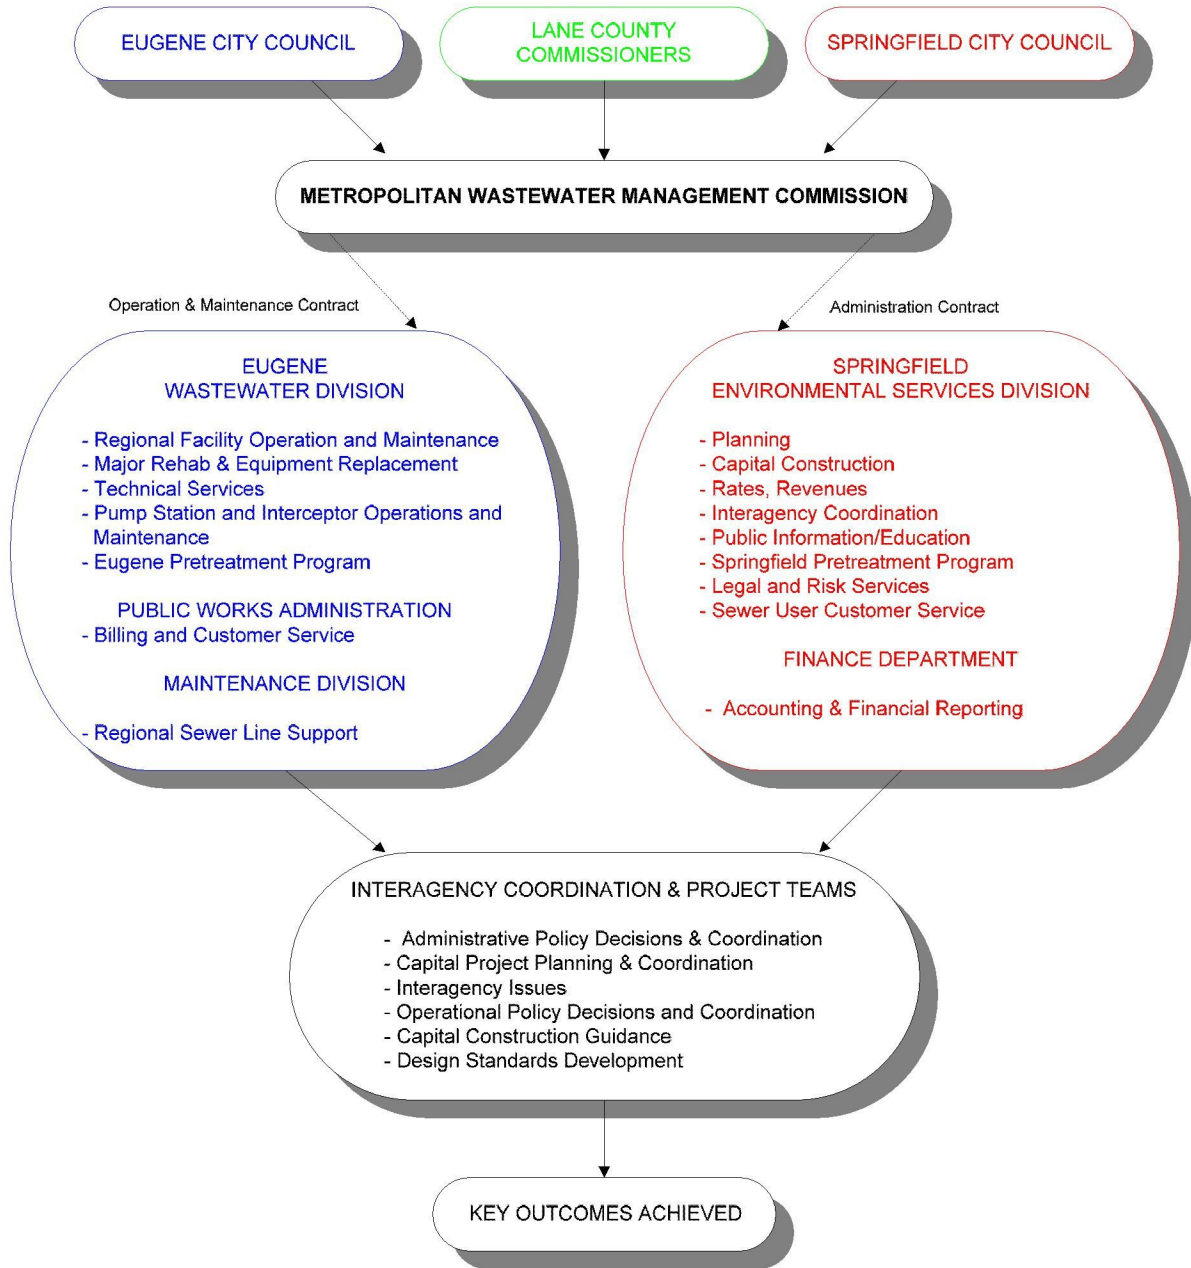 EUGENE CITY COUNCIL
LANE COUNTY
COMMISSIONERS
SPRINGFIELD CITY COUNCIL
METROPOLITAN WASTEWATER MANAGEMENT COMMISSION
Operation & Maintenance Contract
Administration Contract
EUGENE
WASTEWATER DIVISION
- Regional Facility Operation and Maintenance
- Major Rehab & Equipment Replacement
- Technical Services
- Pump Station and Interceptor Operations and
Maintenance
- Eugene Pretreatment Program
PUBLIC WORKS ADMINISTRATION
- Billing and Customer Service
MAINTENANCE DIVISION
- Regional Sewer Line Support
SPRINGFIELD
ENVIRONMENTAL SERVICES DIVISION
- Planning
- Capital Construction
- Rates, Revenues
- Interagency Coordination
- Public Information/Education
- Springfield Pretreatment Program
- Legal and Risk Services
- Sewer User Customer Service
FINANCE DEPARTMENT
- Accounting & Financial Reporting
INTERAGENCY COORDINATION & PROJECT TEAMS
- Administrative Policy Decisions & Coordination
- Capital Project Planning & Coordination
- Interagency Issues
- Operational Policy Decisions and Coordination
- Capital Construction Guidance
- Design Standards Development
KEY OUTCOMES ACHIEVED